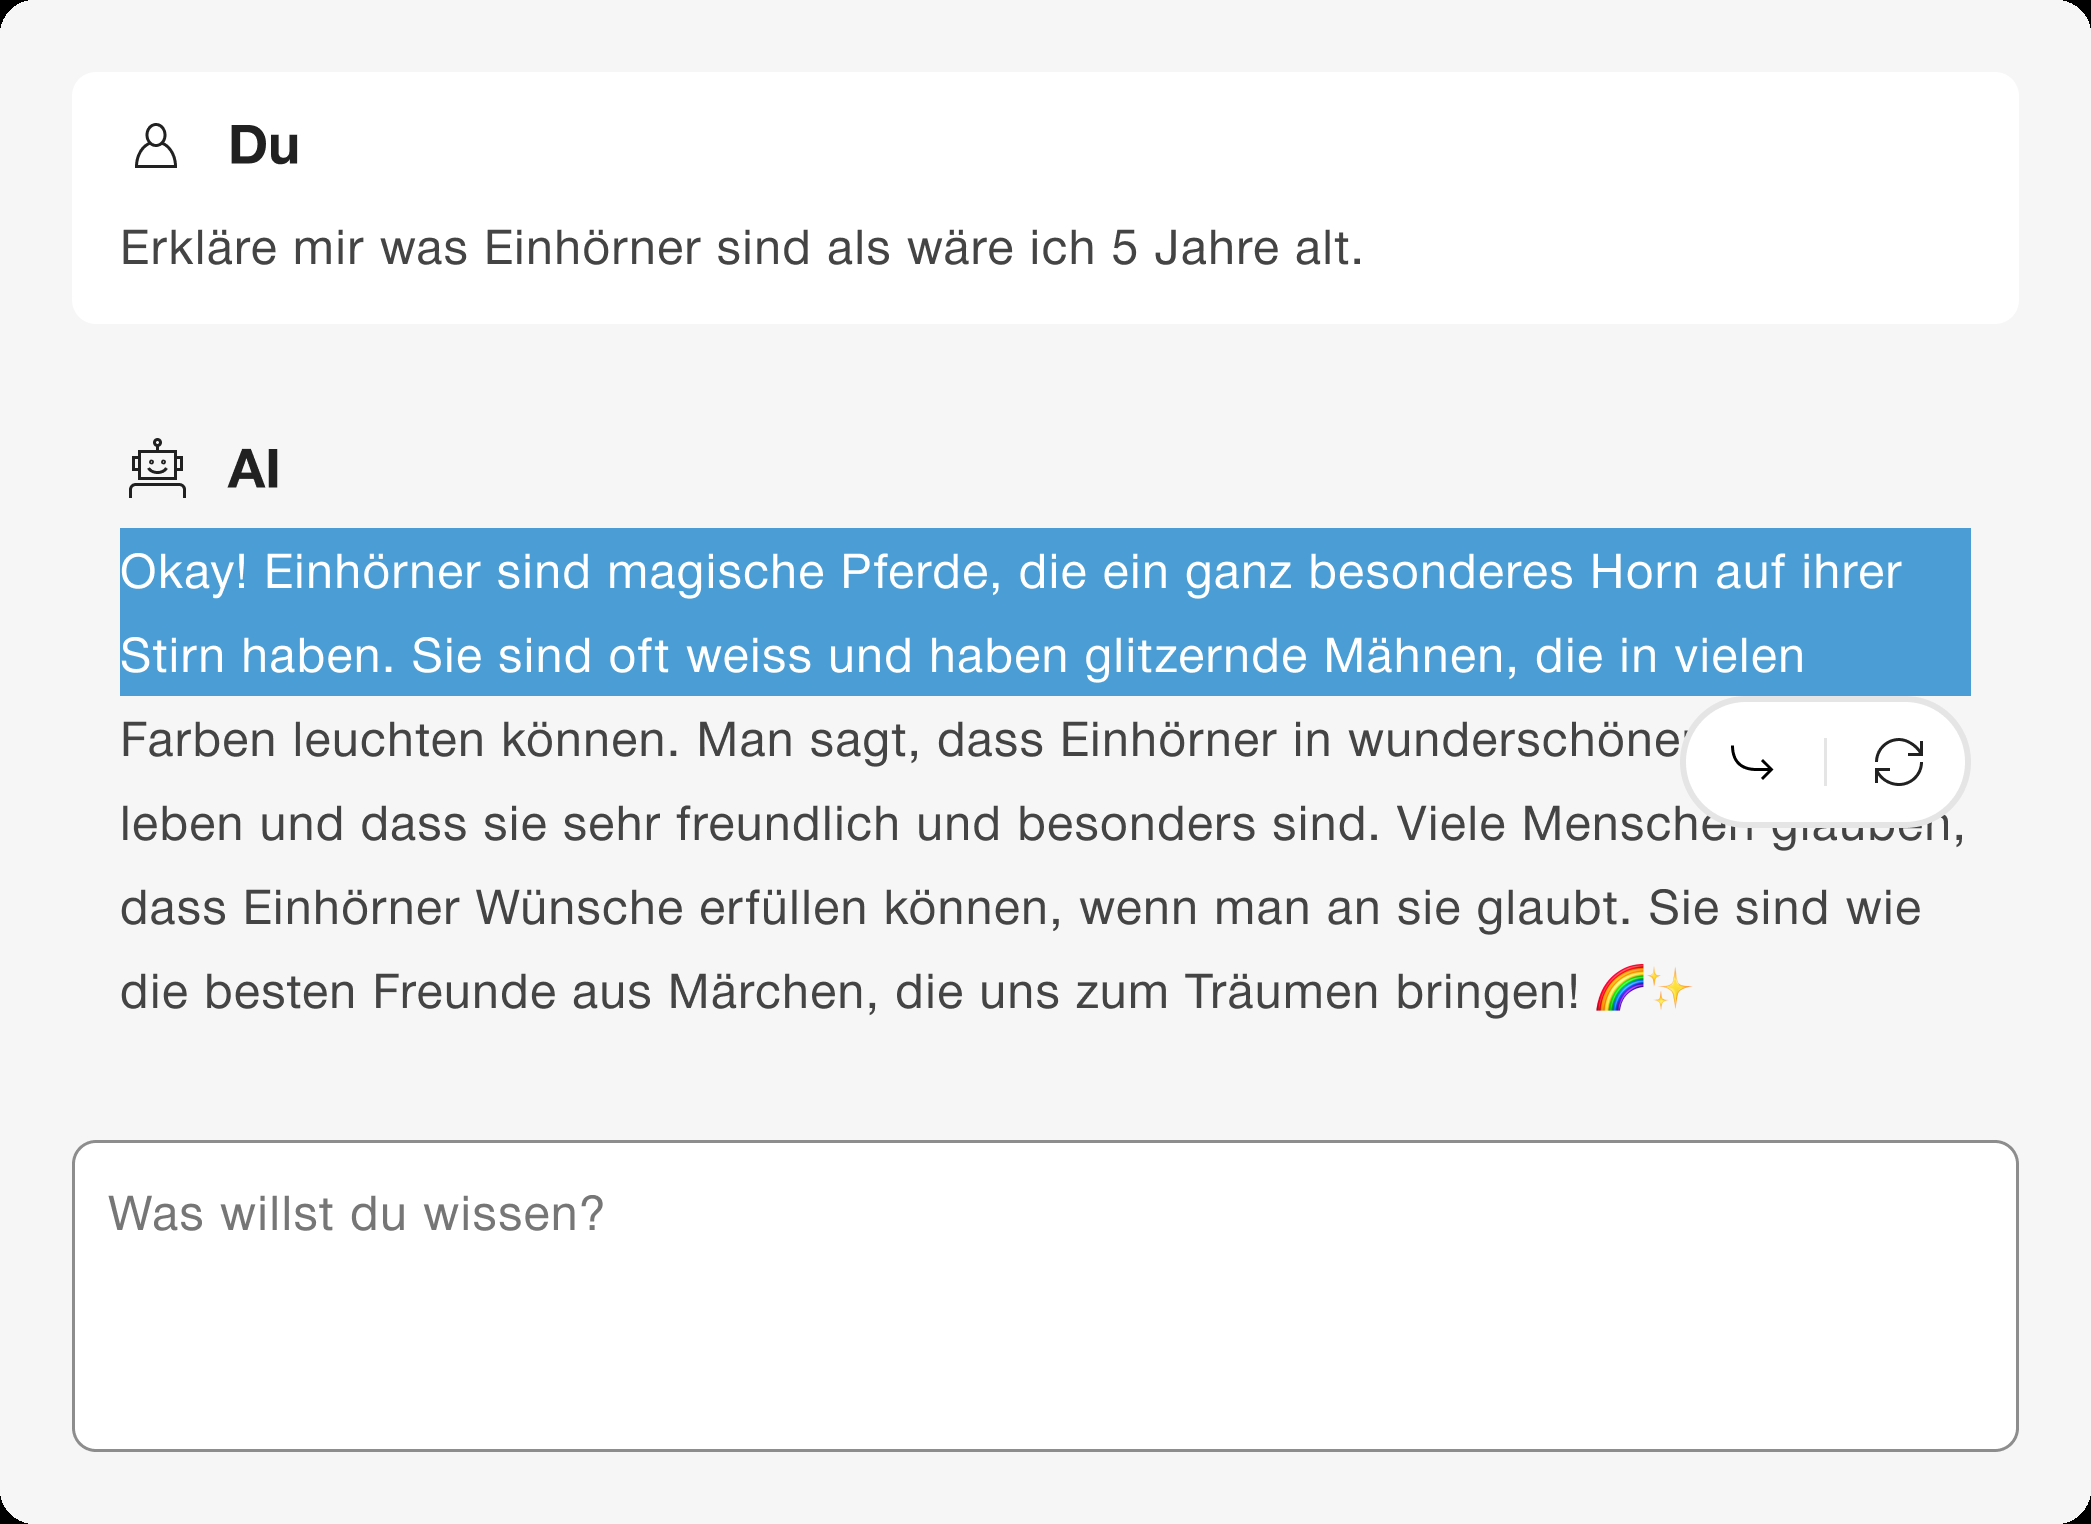 Du
Erkläre mir was Einhörner sind als wäre ich 5 Jahre alt.
AI
Okay! Einhörner sind magische Pferde, die ein ganz besonderes Horn auf ihrer
Stirn haben. Sie sind oft weiss und haben glitzernde Mähnen, die in vielen
Farben leuchten können. Man sagt, dass Einhörner in wunderschönen
leben und dass sie sehr freundlich und besonders sind. Viele Menschen glauben,
dass Einhörner Wünsche erfüllen können, wenn man an sie glaubt. Sie sind wie
die besten Freunde aus Märchen, die uns zum Träumen bringen! 🌈✨
Was willst du wissen?